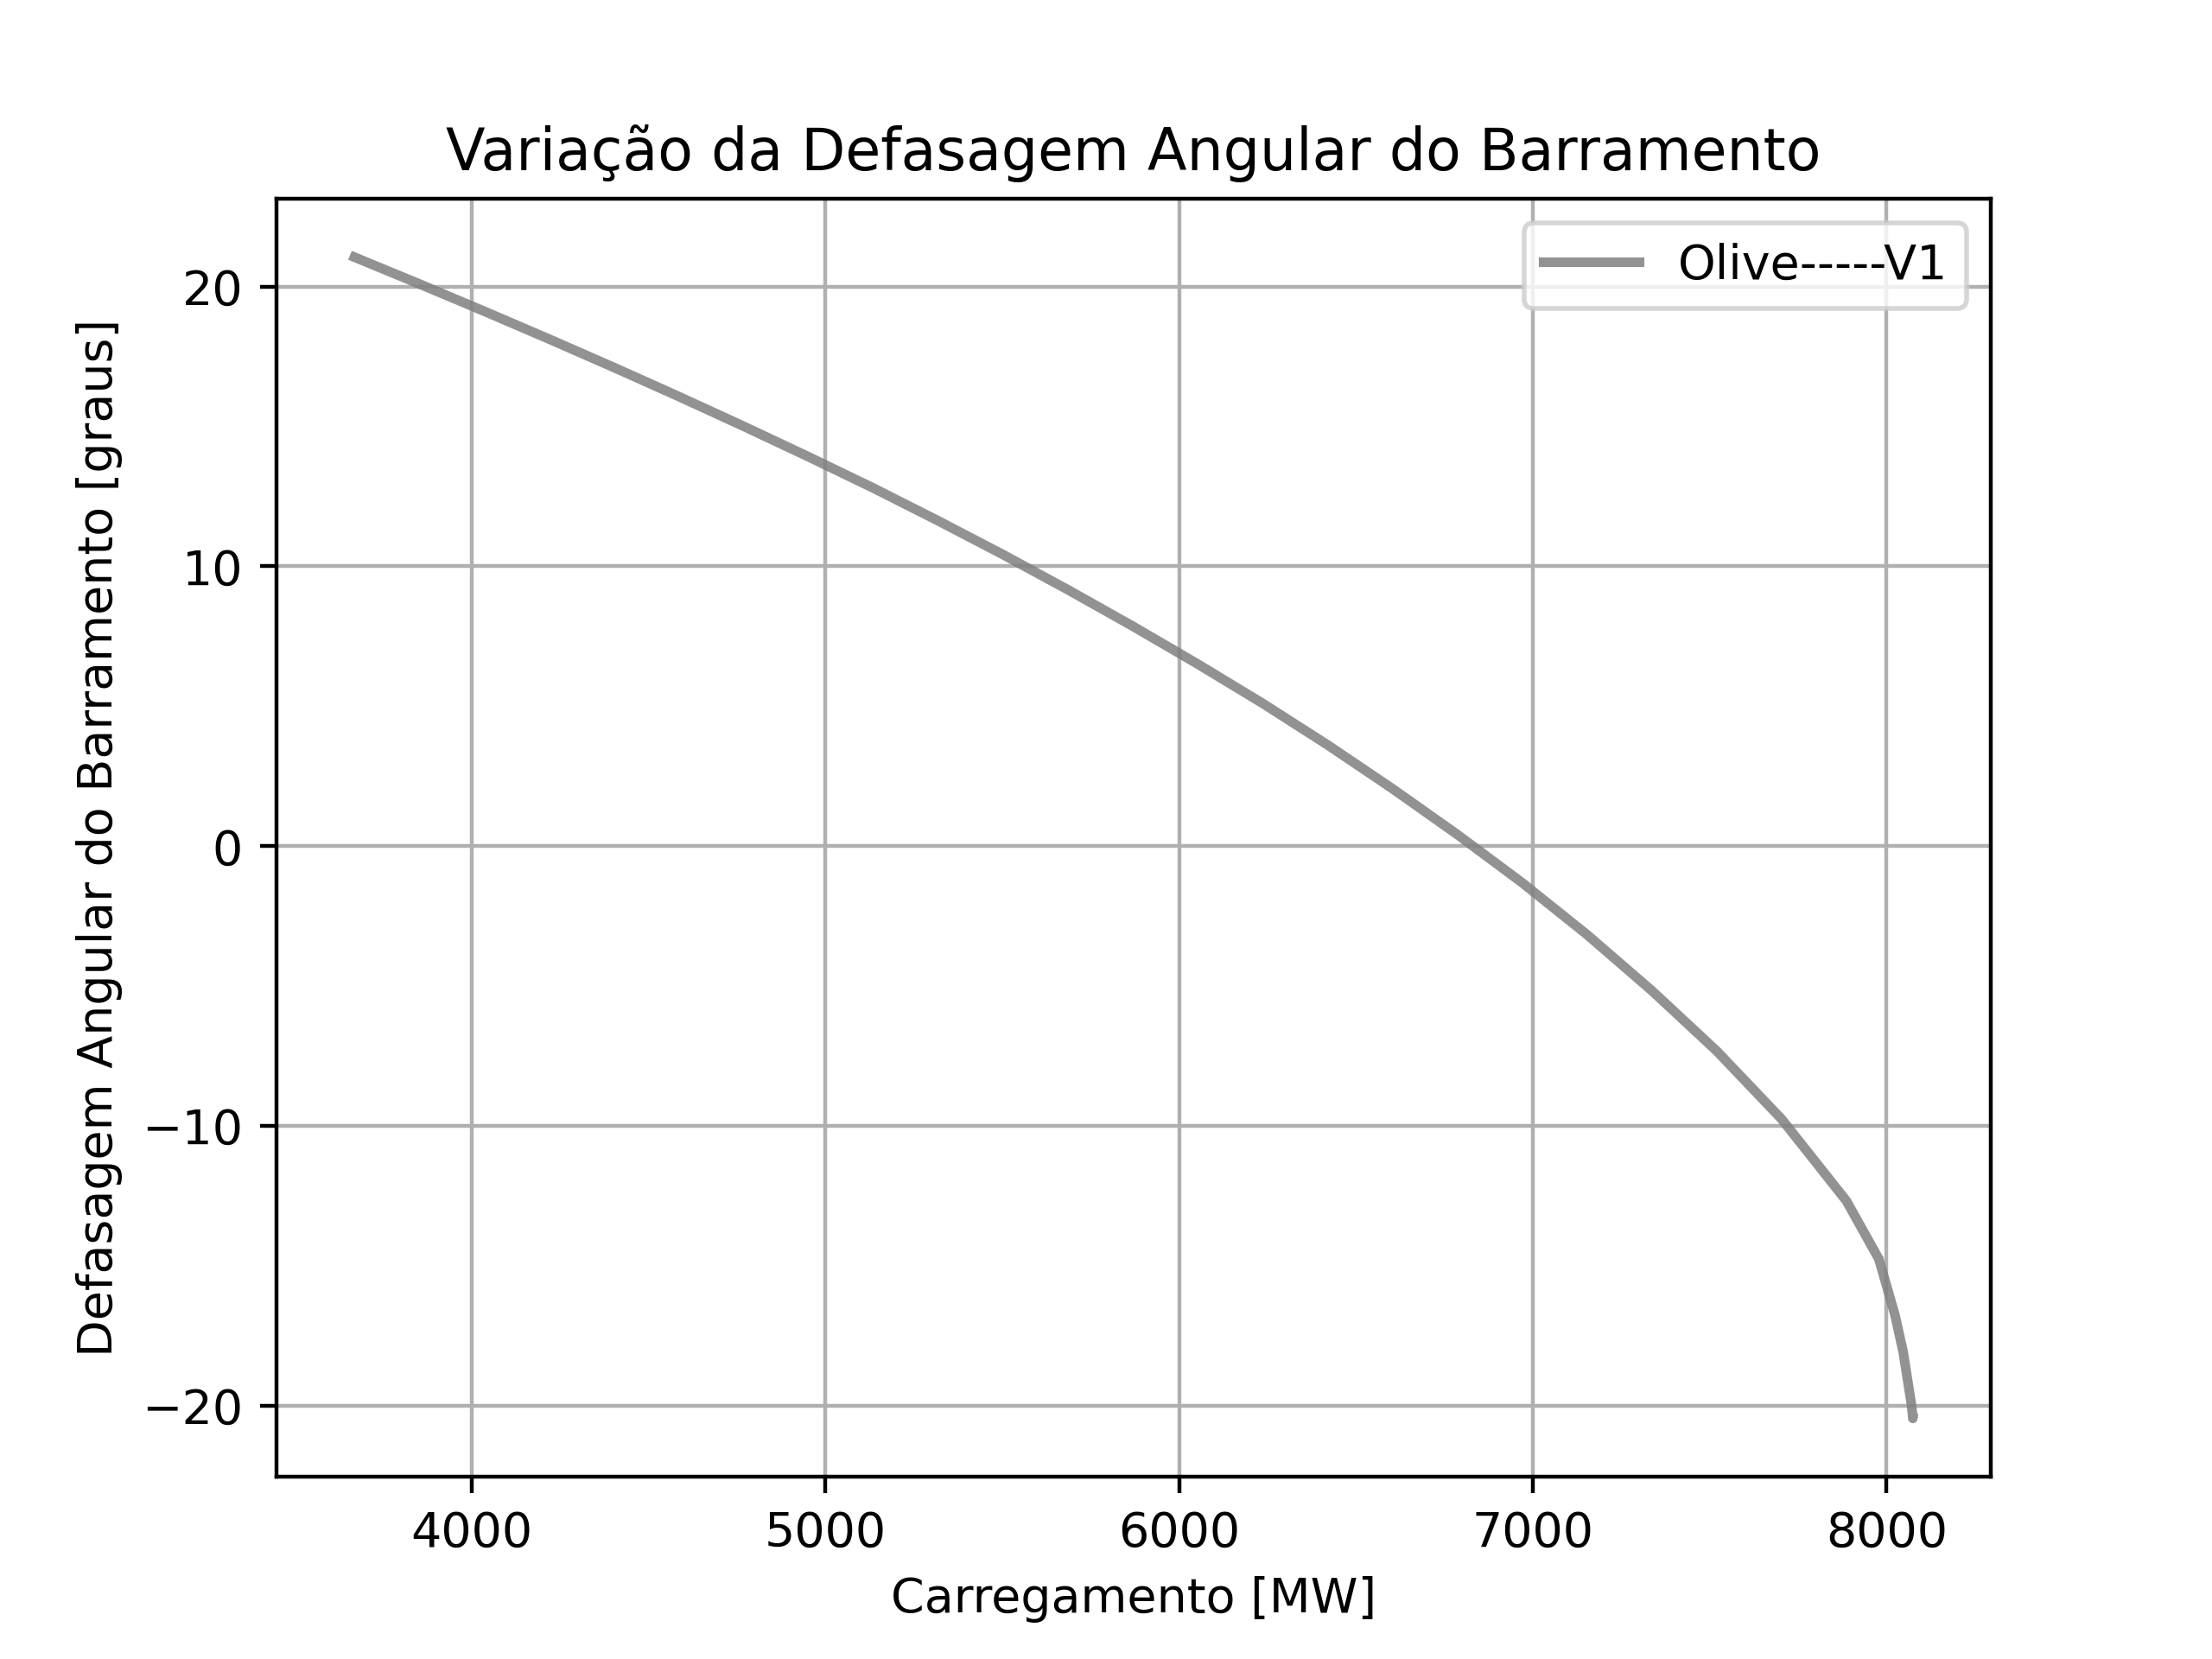 Variação da Defasagem Angular do Barramento
Olive-----V1
Defasagem Angular do Barramento [graus]
20
10
0
−10
−20
4000 5000 6000 7000 8000
Carregamento [MW]